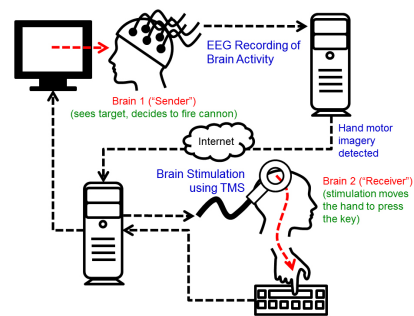 EEG Recording of
Brain Activity
Brain 1 (“Sender”)
(sees target, decides to fire cannon)
Internet
Hand motor
imagery
detected
Brain Stimulation
using TMS
Brain 2 (“Receiver”)
(stimulation moves
the hand to press
the key)